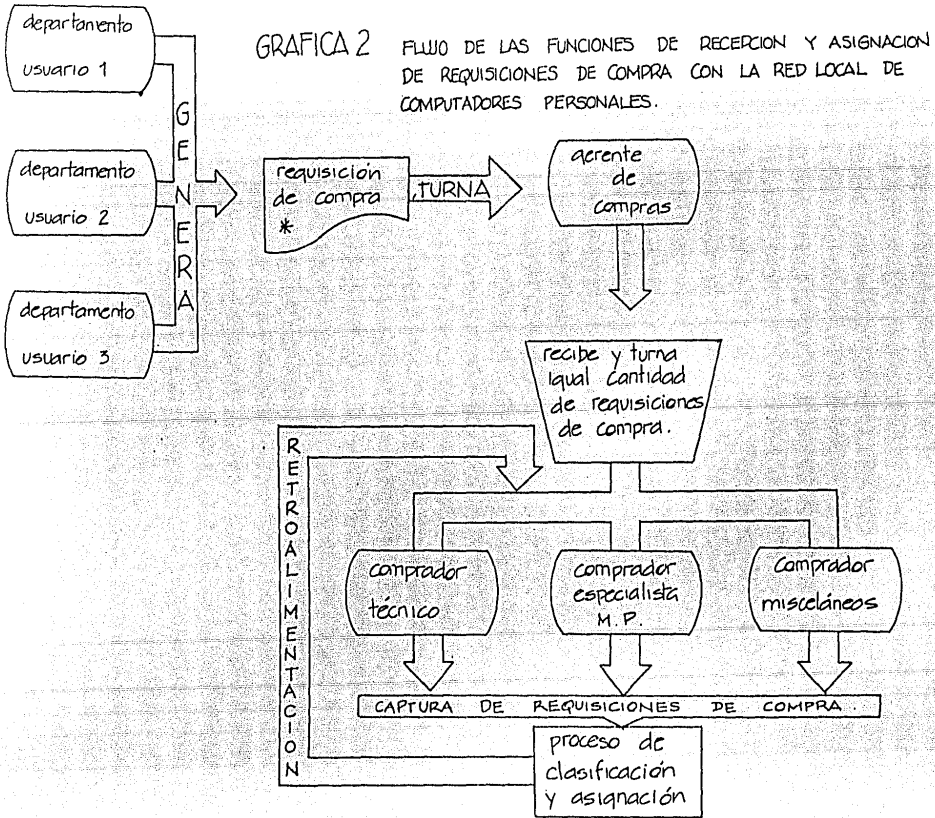 departamento
usuario 1
GRAFICA 2
FLUJO DE LAS FUNCIONES DE RECEPCION Y ASIGNACION
DE REQUISICIONES DE COMPRA CON LA RED LOCAL DE
COMPUTADORES PERSONALES.
departamento
usuario 2
departamento
usuario 3
GENERA
requisición
de compra
*
TURNA
gerente
de
compras
recibe y turna
igual cantidad
de requisiciones
de compra.
RETROALIMENTACION
comprador
técnico
comprador
especialista
M. P.
comprador
misceláneos
CAPTURA DE REQUISICIONES DE COMPRA.
proceso de
clasificación
y asignación